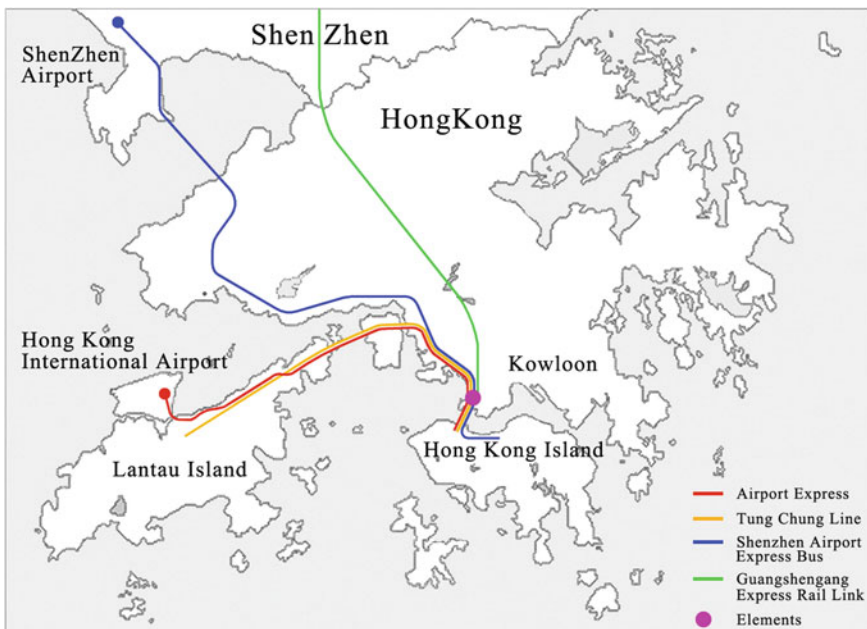 Shen Zhen
ShenZhen
Airport
HongKong
Hong Kong
International Airport
Kowloon
Hong Kong Island
Lantau Island
Airport Express
Tung Chung Line
Shenzhen Airport
Express Bus
Guangshengang
Express Rail Link
Elements